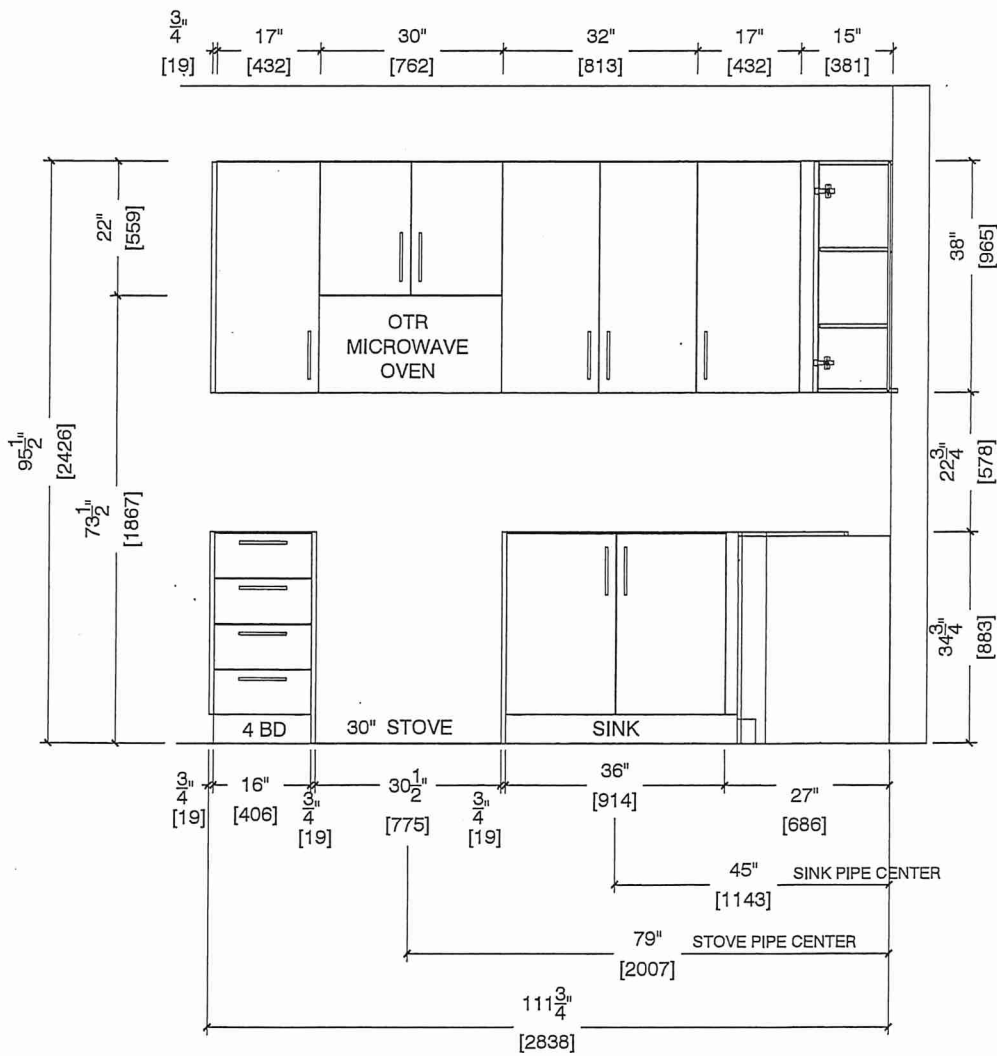 3/4" 17" 30" 32" 17" 15"
[19] [432] [762] [813] [432] [381]
22"
[559]
95 1/2"
[2426]
73 1/2"
[1867]
OTR
MICROWAVE
OVEN
38"
[965]
22 3/4"
[578]
34 3/4"
[883]
4 BD 30" STOVE SINK
3/4" 16" 3/4" 30 1/2" 3/4" 36" 27"
[19] [406] [19] [775] [19] [914] [686]
45" SINK PIPE CENTER
[1143]
79" STOVE PIPE CENTER
[2007]
111 3/4"
[2838]